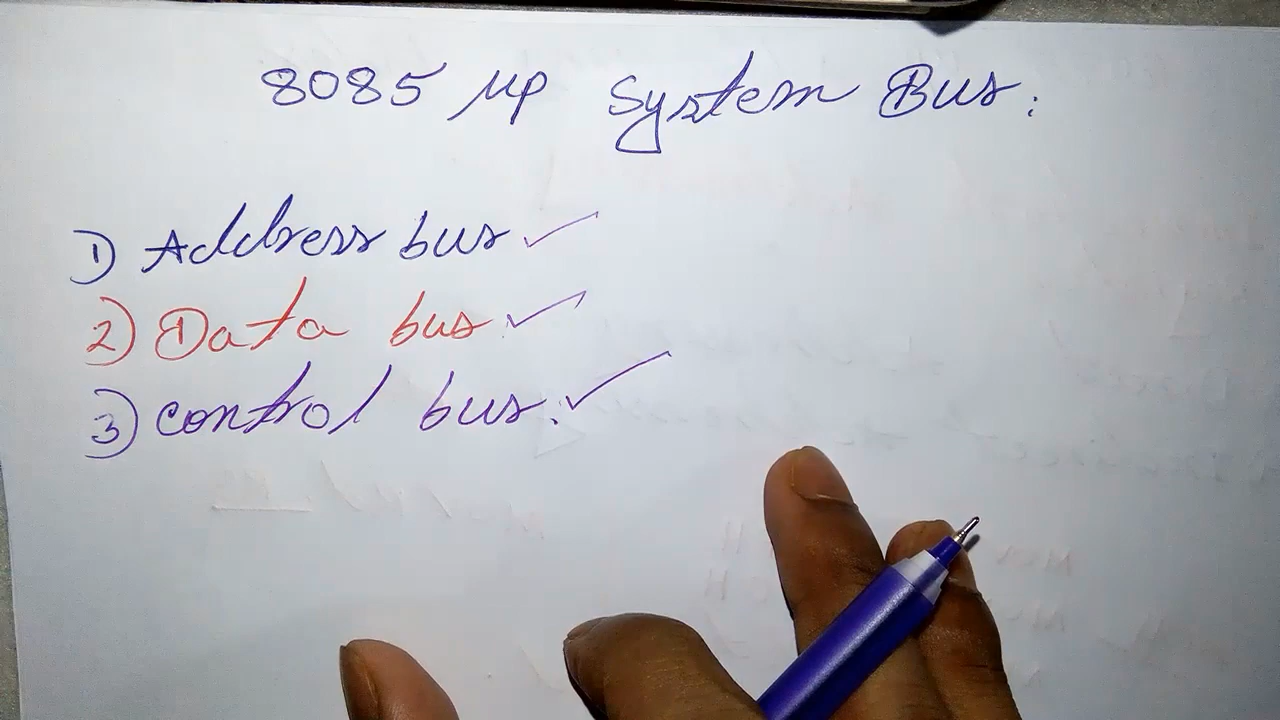 8085 μp System Bus:
1) Address bus ✓
2) Data bus ✓
3) control bus. ✓